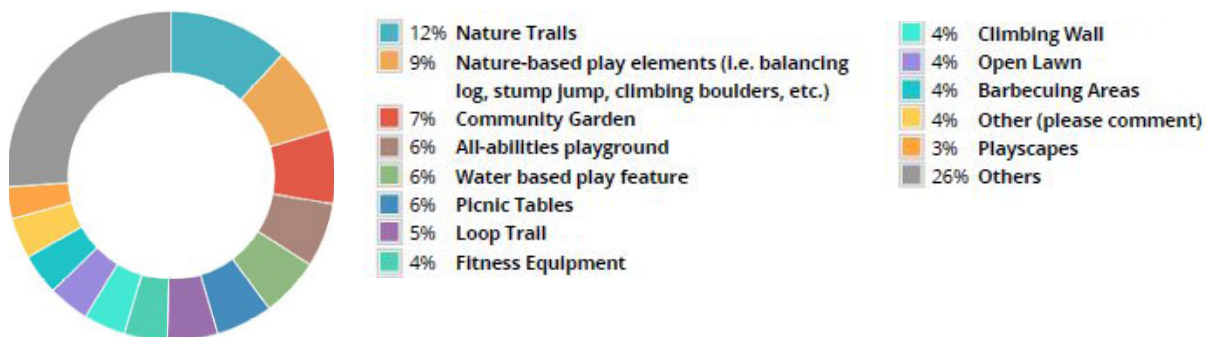 12% Nature Trails
9% Nature-based play elements (i.e. balancing
log, stump jump, climbing boulders, etc.)
7% Community Garden
6% All-abilities playground
6% Water based play feature
6% Picnic Tables
5% Loop Trail
4% Fitness Equipment
4% Climbing Wall
4% Open Lawn
4% Barbecuing Areas
4% Other (please comment)
3% Playscapes
26% Others